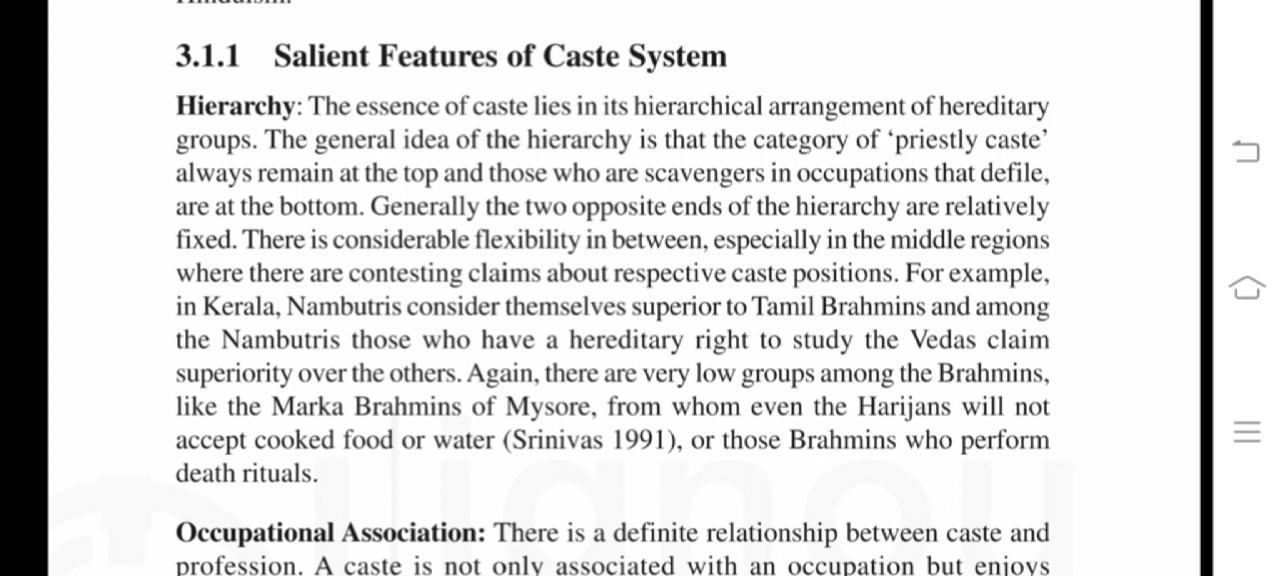 3.1.1 Salient Features of Caste System
Hierarchy: The essence of caste lies in its hierarchical arrangement of hereditary
groups. The general idea of the hierarchy is that the category of ‘priestly caste’
always remain at the top and those who are scavengers in occupations that defile,
are at the bottom. Generally the two opposite ends of the hierarchy are relatively
fixed. There is considerable flexibility in between, especially in the middle regions
where there are contesting claims about respective caste positions. For example,
in Kerala, Nambutris consider themselves superior to Tamil Brahmins and among
the Nambutris those who have a hereditary right to study the Vedas claim
superiority over the others. Again, there are very low groups among the Brahmins,
like the Marka Brahmins of Mysore, from whom even the Harijans will not
accept cooked food or water (Srinivas 1991), or those Brahmins who perform
death rituals.
ignou
Occupational Association: There is a definite relationship between caste and
profession. A caste is not only associated with an occupation but enjoys